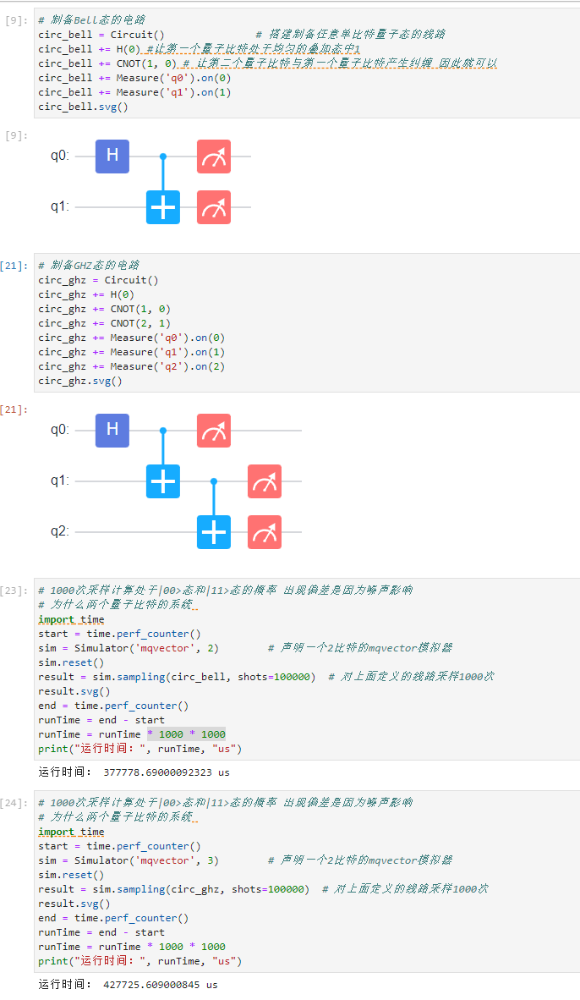 [9]:
# 制备Bell态的电路
circ_bell = Circuit()               # 搭建制备任意单比特量子态的线路
circ_bell += H(0) #让第一个量子比特处于均匀的叠加态中1
circ_bell += CNOT(1, 0) # 让第二个量子比特与第一个量子比特产生纠缠 因此就可以
circ_bell += Measure('q0').on(0)
circ_bell += Measure('q1').on(1)
circ_bell.svg()
[9]:
q0: H
q1:
[21]:
# 制备GHZ态的电路
circ_ghz = Circuit()
circ_ghz += H(0)
circ_ghz += CNOT(1, 0)
circ_ghz += CNOT(2, 1)
circ_ghz += Measure('q0').on(0)
circ_ghz += Measure('q1').on(1)
circ_ghz += Measure('q2').on(2)
circ_ghz.svg()
[21]:
q0: H
q1:
q2:
[23]:
# 1000次采样计算处于|00>态和|11>态的概率 出现偏差是因为噪声影响
# 为什么两个量子比特的系统
import time
start = time.perf_counter()
sim = Simulator('mqvector', 2)        # 声明一个2比特的mqvector模拟器
sim.reset()
result = sim.sampling(circ_bell, shots=100000)  # 对上面定义的线路采样1000次
result.svg()
end = time.perf_counter()
runTime = end - start
runTime = runTime * 1000 * 1000
print("运行时间：", runTime, "us")
运行时间： 377778.69000092323 us
[24]:
# 1000次采样计算处于|00>态和|11>态的概率 出现偏差是因为噪声影响
# 为什么两个量子比特的系统
import time
start = time.perf_counter()
sim = Simulator('mqvector', 3)        # 声明一个2比特的mqvector模拟器
sim.reset()
result = sim.sampling(circ_ghz, shots=100000)  # 对上面定义的线路采样1000次
result.svg()
end = time.perf_counter()
runTime = end - start
runTime = runTime * 1000 * 1000
print("运行时间：", runTime, "us")
运行时间： 427725.609000845 us